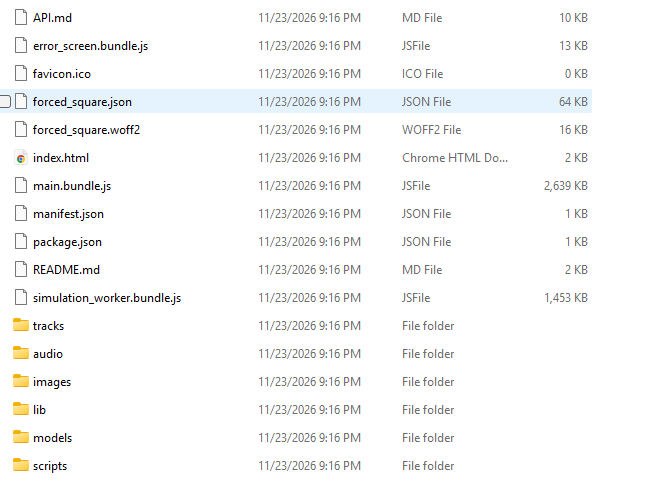 API.md 11/23/2026 9:16 PM MD File 10 KB
error_screen.bundle.js 11/23/2026 9:16 PM JSFile 13 KB
favicon.ico 11/23/2026 9:16 PM ICO File 0 KB
forced_square.json 11/23/2026 9:16 PM JSON File 64 KB
forced_square.woff2 11/23/2026 9:16 PM WOFF2 File 16 KB
index.html 11/23/2026 9:16 PM Chrome HTML Do... 2 KB
main.bundle.js 11/23/2026 9:16 PM JSFile 2,639 KB
manifest.json 11/23/2026 9:16 PM JSON File 1 KB
package.json 11/23/2026 9:16 PM JSON File 1 KB
README.md 11/23/2026 9:16 PM MD File 2 KB
simulation_worker.bundle.js 11/23/2026 9:16 PM JSFile 1,453 KB
tracks 11/23/2026 9:16 PM File folder
audio 11/23/2026 9:16 PM File folder
images 11/23/2026 9:16 PM File folder
lib 11/23/2026 9:16 PM File folder
models 11/23/2026 9:16 PM File folder
scripts 11/23/2026 9:16 PM File folder